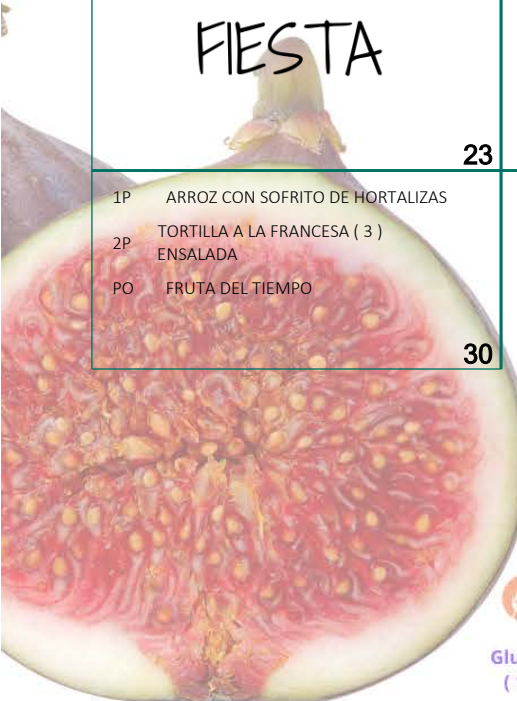 FIESTA
23
1P ARROZ CON SOFRITO DE HORTALIZAS
2P TORTILLA A LA FRANCESA ( 3 )
ENSALADA
PO FRUTA DEL TIEMPO
30